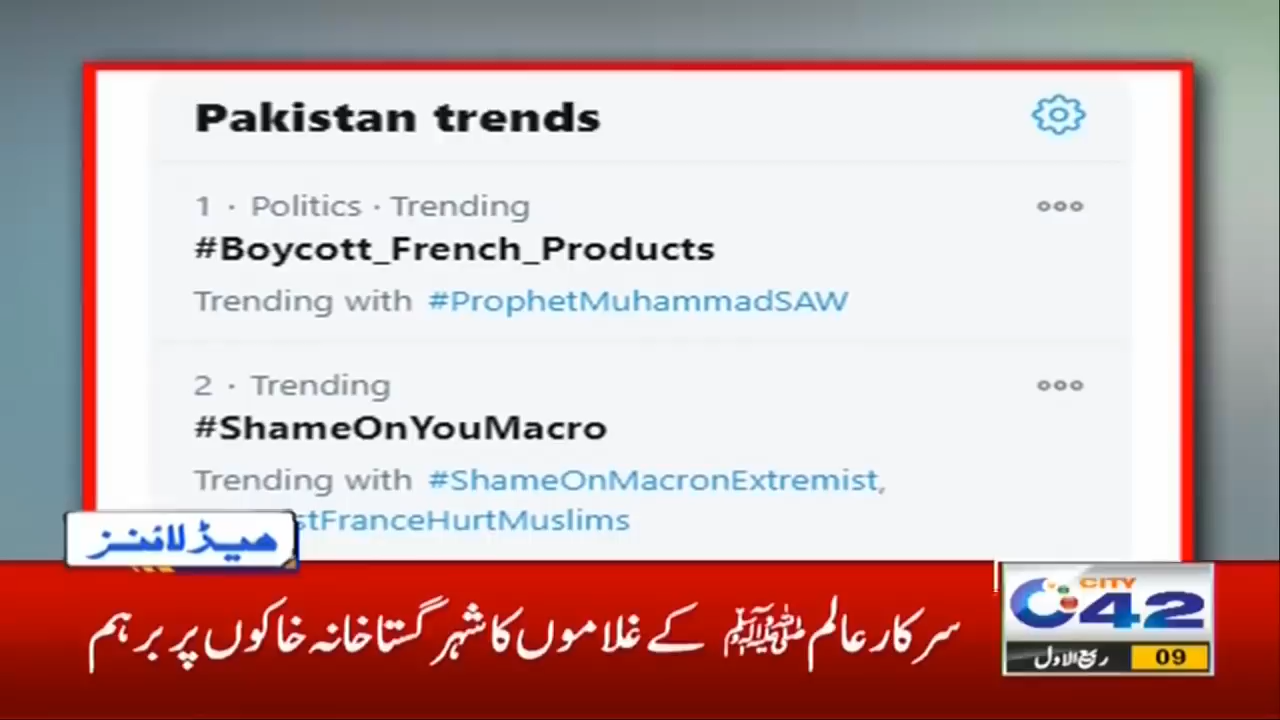 Pakistan trends
1 · Politics · Trending
#Boycott_French_Products
Trending with #ProphetMuhammadSAW
2 · Trending
#ShameOnYouMacro
Trending with #ShameOnMacronExtremist,
stFranceHurtMuslims
ھیڈلائنز
سرکار عالم ﷺ کے غلاموں کا شہر گستاخانہ خاکوں پر برہم
CITY
42
ربیع الاول 09